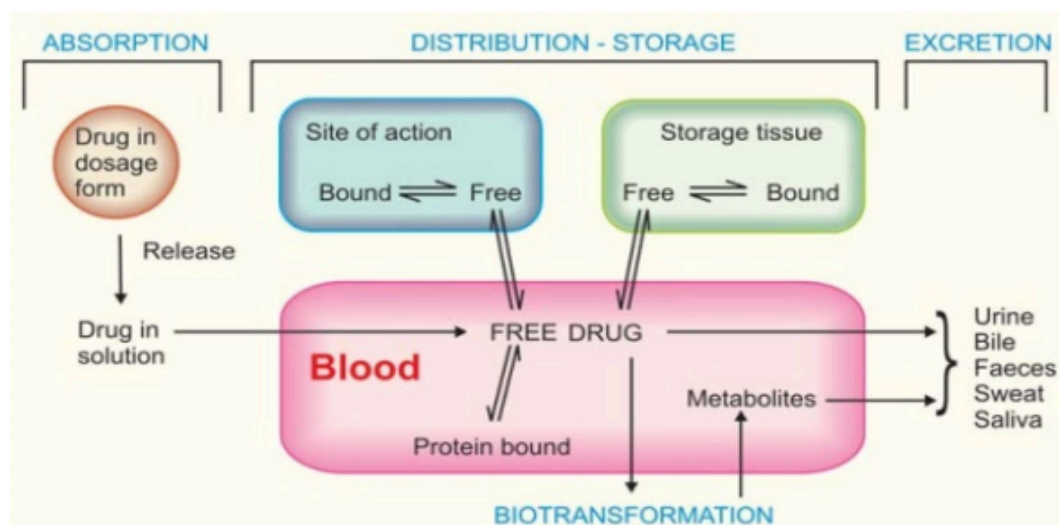 ABSORPTION
DISTRIBUTION - STORAGE
EXCRETION
Drug in
dosage
form
Release
Drug in
solution
Site of action
Bound Free
Storage tissue
Free Bound
FREE DRUG
Blood
Protein bound
Metabolites
BIOTRANSFORMATION
Urine
Bile
Faeces
Sweat
Saliva